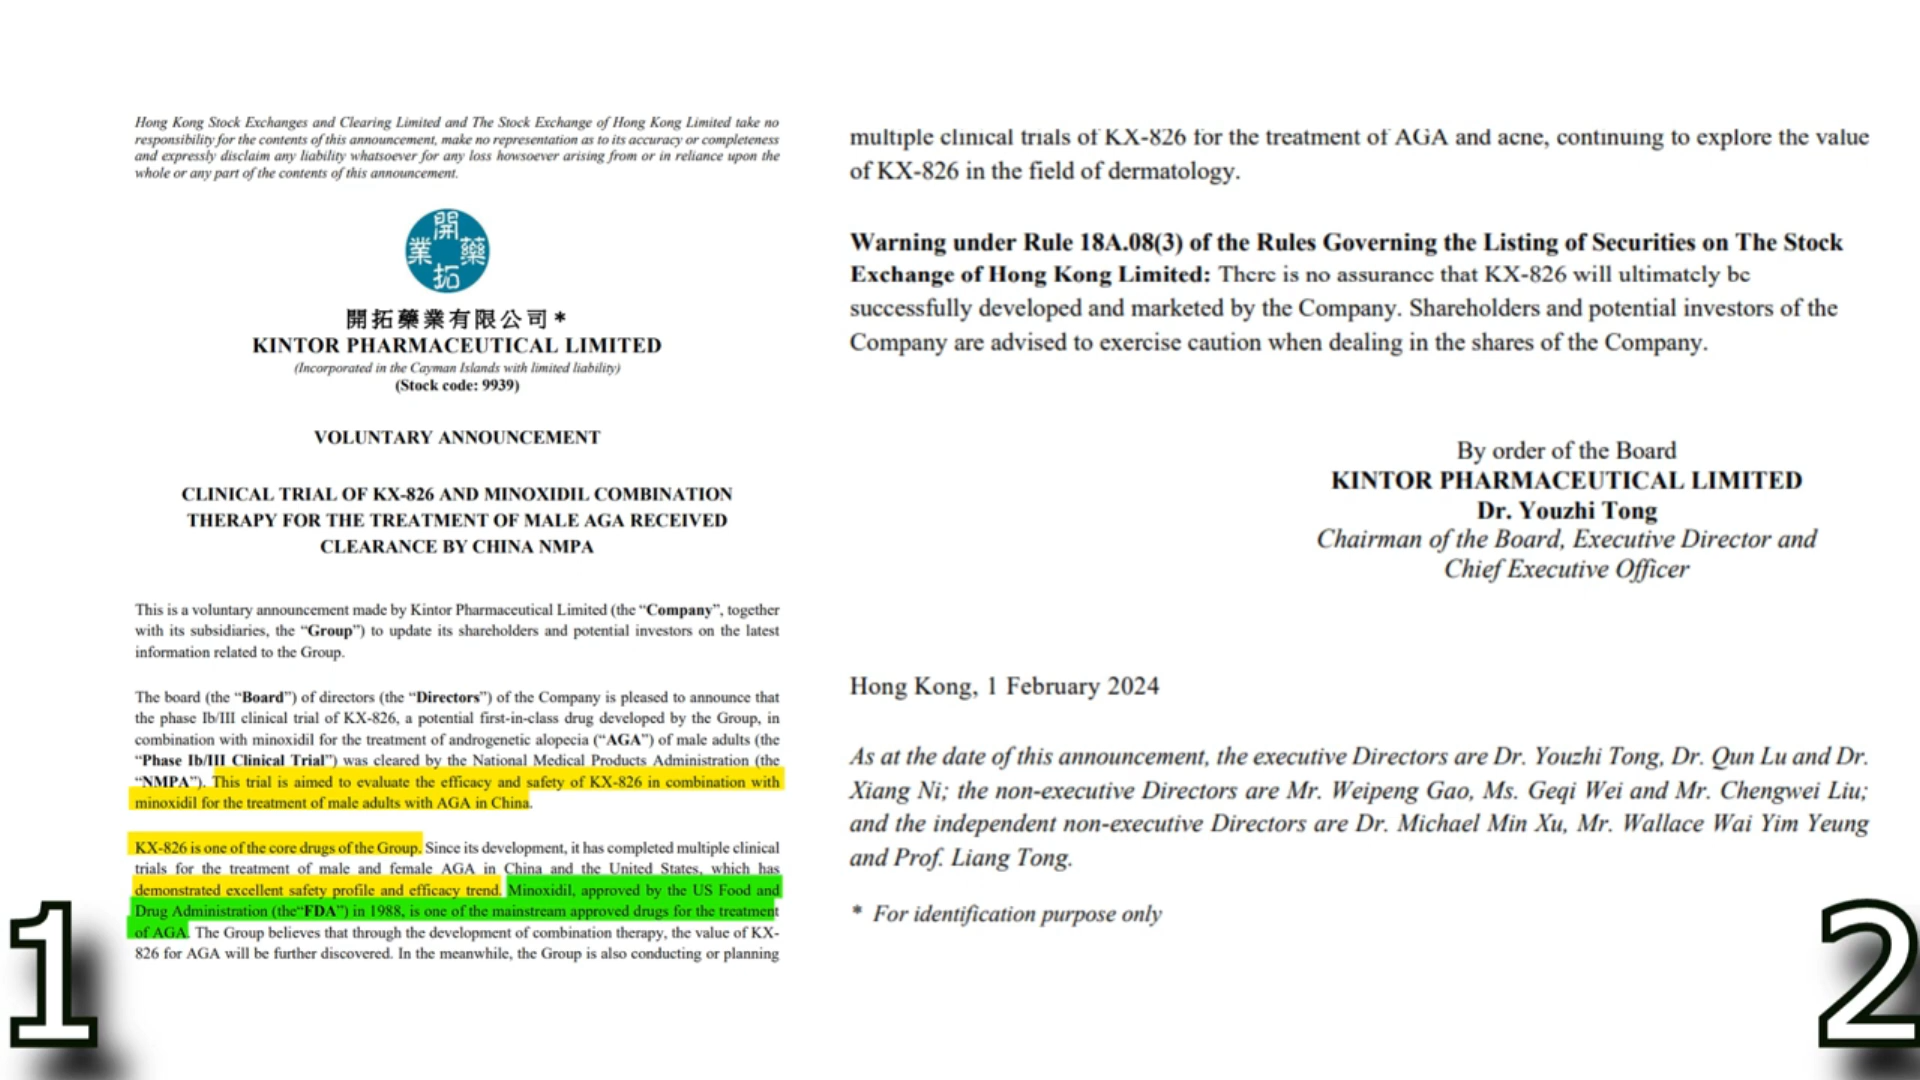 Hong Kong Stock Exchanges and Clearing Limited and The Stock Exchange of Hong Kong Limited take no
responsibility for the contents of this announcement, make no representation as to its accuracy or completeness
and expressly disclaim any liability whatsoever for any loss howsoever arising from or in reliance upon the
whole or any part of the contents of this announcement.
開藥業拓
開拓藥業有限公司*
KINTOR PHARMACEUTICAL LIMITED
(Incorporated in the Cayman Islands with limited liability)
(Stock code: 9939)
VOLUNTARY ANNOUNCEMENT
CLINICAL TRIAL OF KX-826 AND MINOXIDIL COMBINATION
THERAPY FOR THE TREATMENT OF MALE AGA RECEIVED
CLEARANCE BY CHINA NMPA
This is a voluntary announcement made by Kintor Pharmaceutical Limited (the “Company”, together
with its subsidiaries, the “Group”) to update its shareholders and potential investors on the latest
information related to the Group.
The board (the “Board”) of directors (the “Directors”) of the Company is pleased to announce that
the phase Ib/III clinical trial of KX-826, a potential first-in-class drug developed by the Group, in
combination with minoxidil for the treatment of androgenetic alopecia (“AGA”) of male adults (the
“Phase Ib/III Clinical Trial”) was cleared by the National Medical Products Administration (the
“NMPA”). This trial is aimed to evaluate the efficacy and safety of KX-826 in combination with
minoxidil for the treatment of male adults with AGA in China.
KX-826 is one of the core drugs of the Group. Since its development, it has completed multiple clinical
trials for the treatment of male and female AGA in China and the United States, which has
demonstrated excellent safety profile and efficacy trend. Minoxidil, approved by the US Food and
Drug Administration (the“FDA”) in 1988, is one of the mainstream approved drugs for the treatment
of AGA. The Group believes that through the development of combination therapy, the value of KX-
826 for AGA will be further discovered. In the meanwhile, the Group is also conducting or planning
1
multiple clinical trials of KX-826 for the treatment of AGA and acne, continuing to explore the value
of KX-826 in the field of dermatology.
Warning under Rule 18A.08(3) of the Rules Governing the Listing of Securities on The Stock
Exchange of Hong Kong Limited: There is no assurance that KX-826 will ultimately be
successfully developed and marketed by the Company. Shareholders and potential investors of the
Company are advised to exercise caution when dealing in the shares of the Company.
By order of the Board
KINTOR PHARMACEUTICAL LIMITED
Dr. Youzhi Tong
Chairman of the Board, Executive Director and
Chief Executive Officer
Hong Kong, 1 February 2024
As at the date of this announcement, the executive Directors are Dr. Youzhi Tong, Dr. Qun Lu and Dr.
Xiang Ni; the non-executive Directors are Mr. Weipeng Gao, Ms. Geqi Wei and Mr. Chengwei Liu;
and the independent non-executive Directors are Dr. Michael Min Xu, Mr. Wallace Wai Yim Yeung
and Prof. Liang Tong.
* For identification purpose only
2